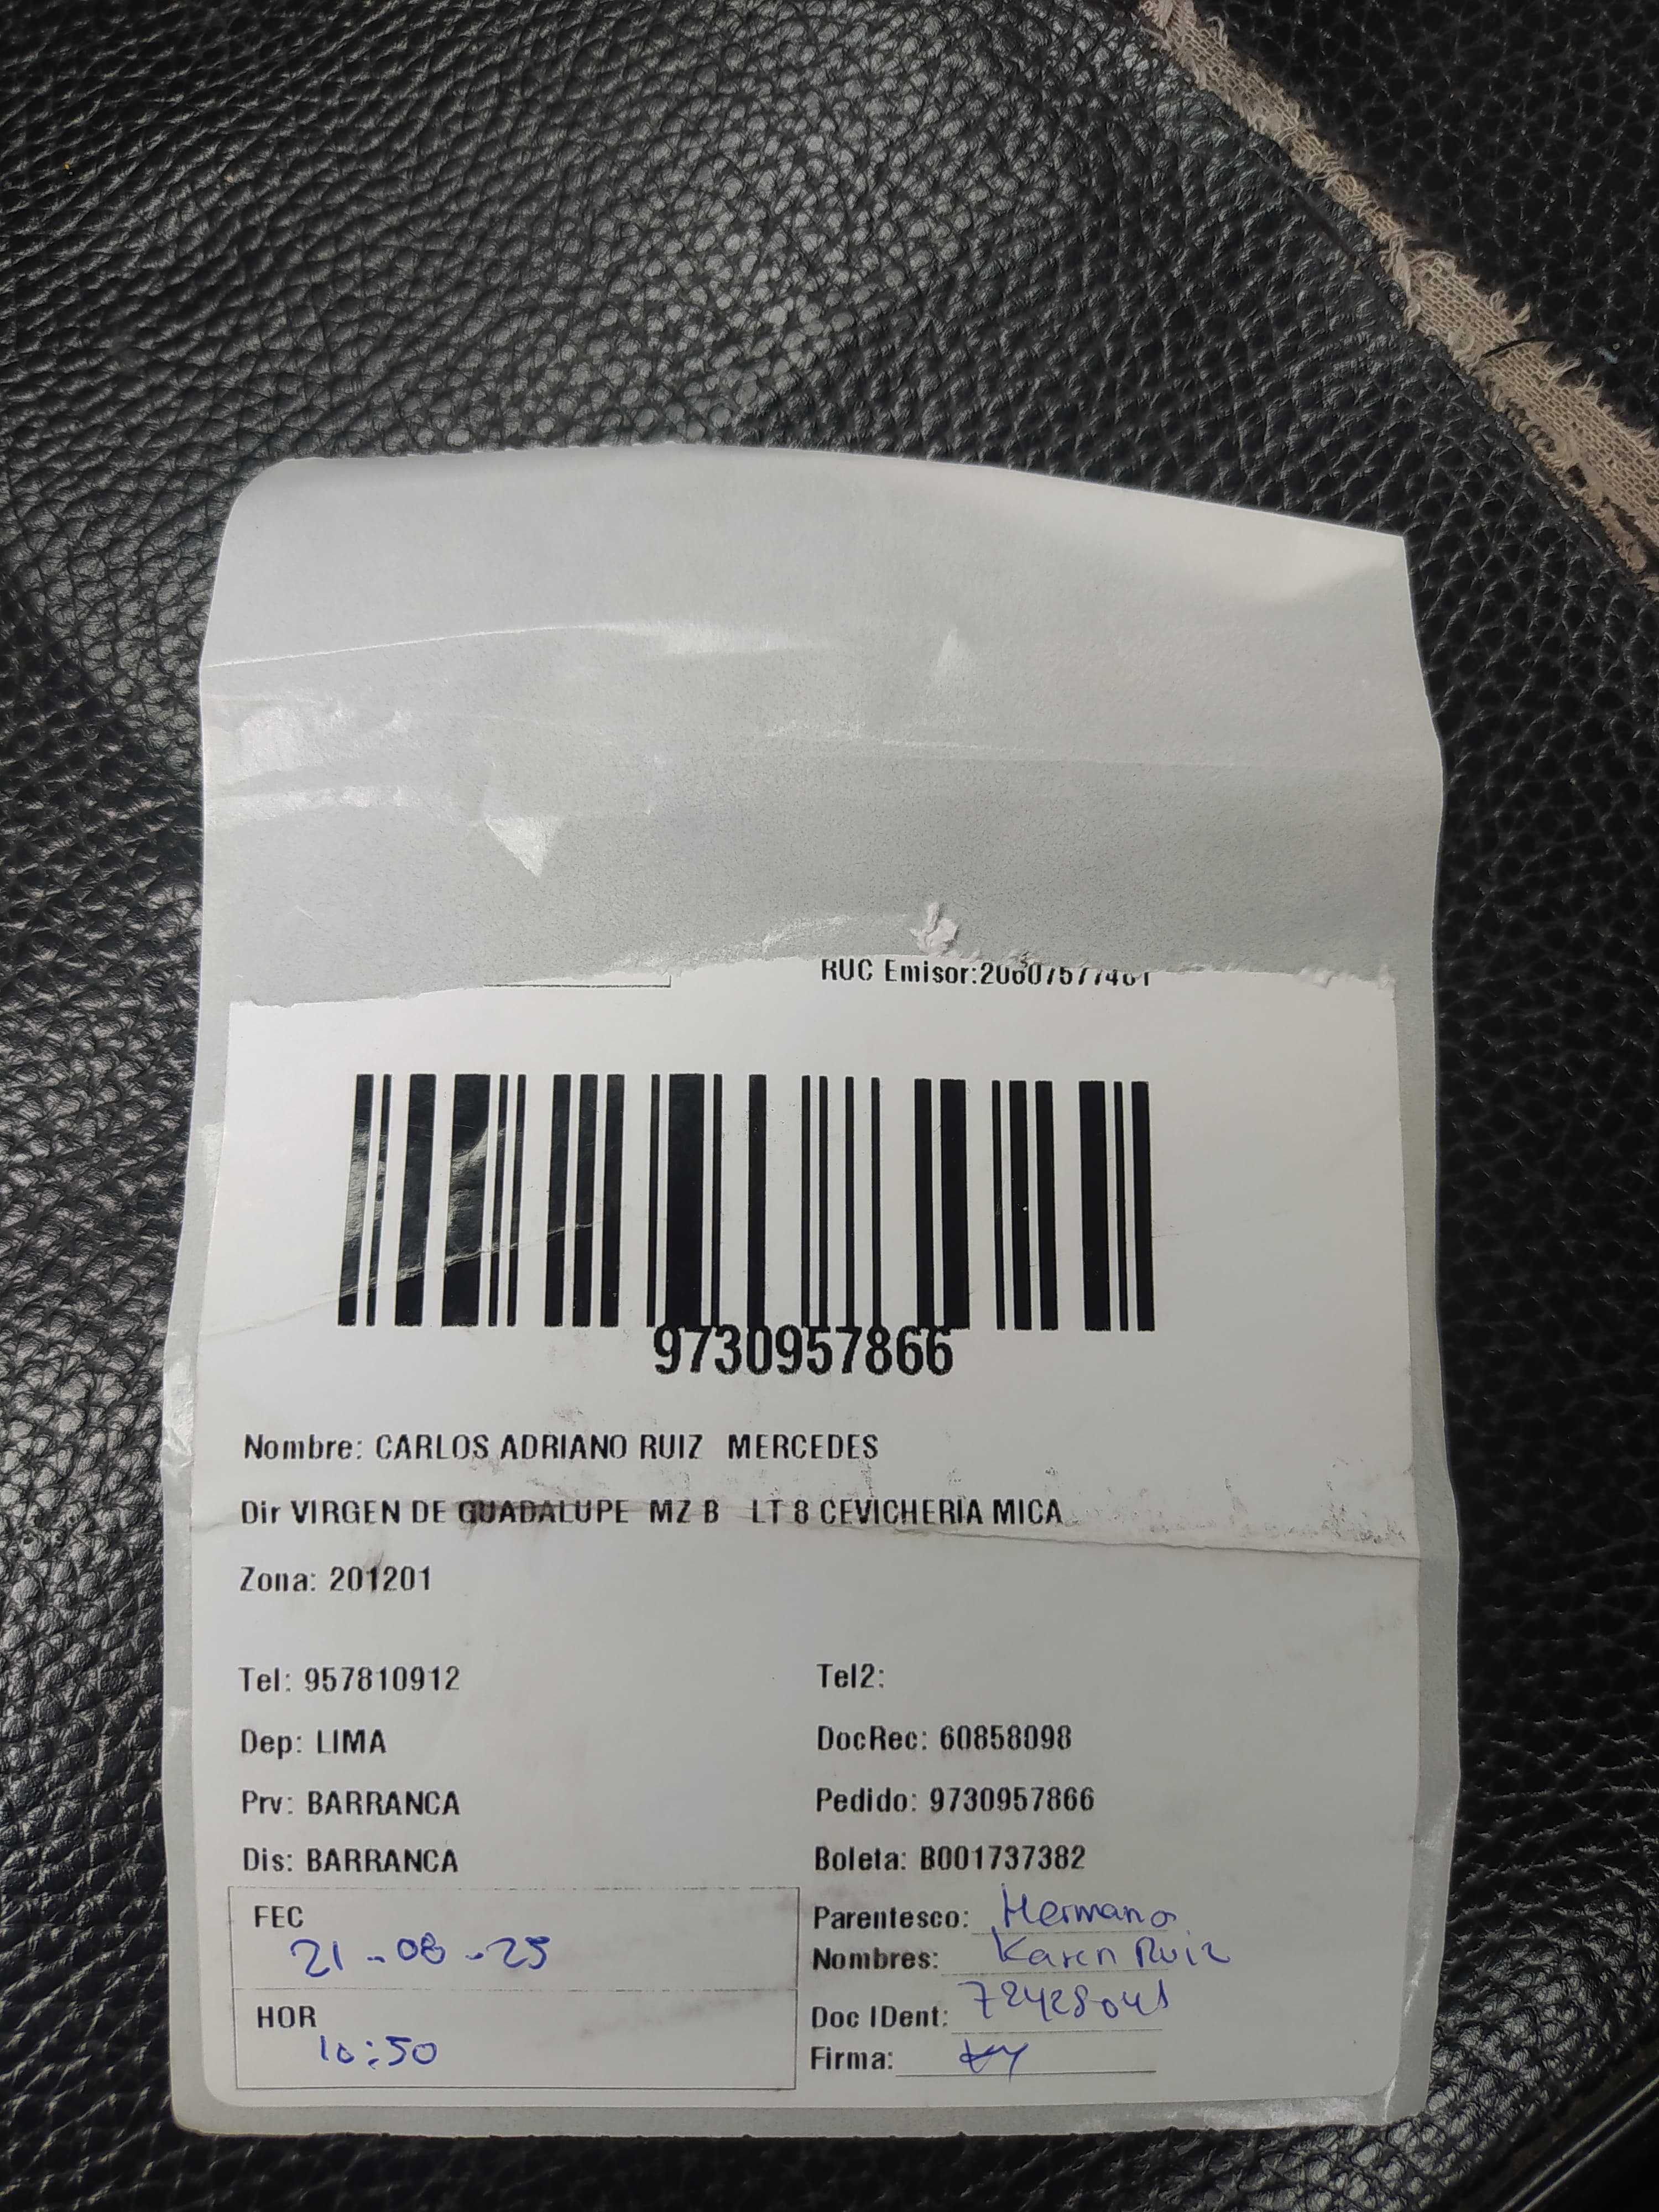 RUC Emisor:20607577461
9730957866
Nombre: CARLOS ADRIANO RUIZ MERCEDES
Dir VIRGEN DE GUADALUPE MZ B LT 8 CEVICHERIA MICA
Zona: 201201
Tel: 957810912
Tel2:
Dep: LIMA
DocRec: 60858098
Prv: BARRANCA
Pedido: 9730957866
Dis: BARRANCA
Boleta: B001737382
FEC
21-08-25
HOR
10:50
Parentesco: Hermana
Nombres: Karen Ruiz
Doc IDent:
Firma: